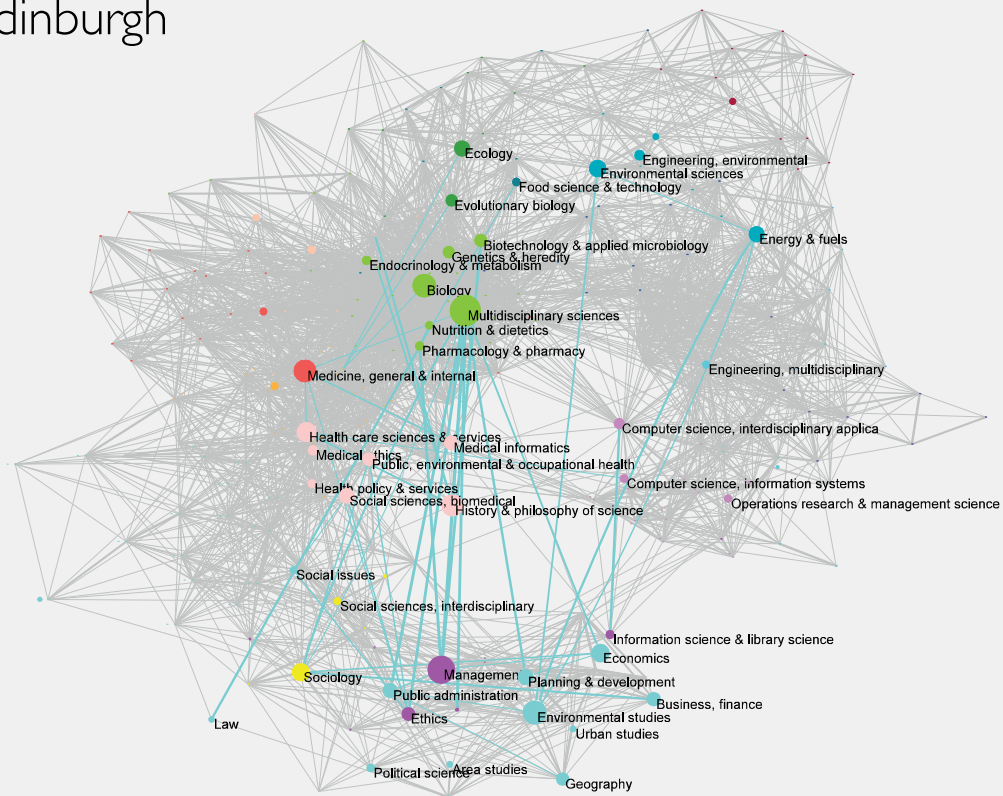 dinburgh
Ecology
Engineering, environmental
Environmental sciences
Food science & technology
Evolutionary biology
Energy & fuels
Biotechnology & applied microbiology
Genetics & heredity
Endocrinology & metabolism
Biology
Multidisciplinary sciences
Nutrition & dietetics
Pharmacology & pharmacy
Engineering, multidisciplinary
Medicine, general & internal
Computer science, interdisciplinary applica
Health care sciences & services
Medical informatics
Medical ethics
Public, environmental & occupational health
Computer science, information systems
Health policy & services
Social sciences, biomedical
Operations research & management science
History & philosophy of science
Social issues
Social sciences, interdisciplinary
Information science & library science
Economics
Sociology
Management
Planning & development
Public administration
Business, finance
Ethics
Environmental studies
Law
Urban studies
Political science
Area studies
Geography